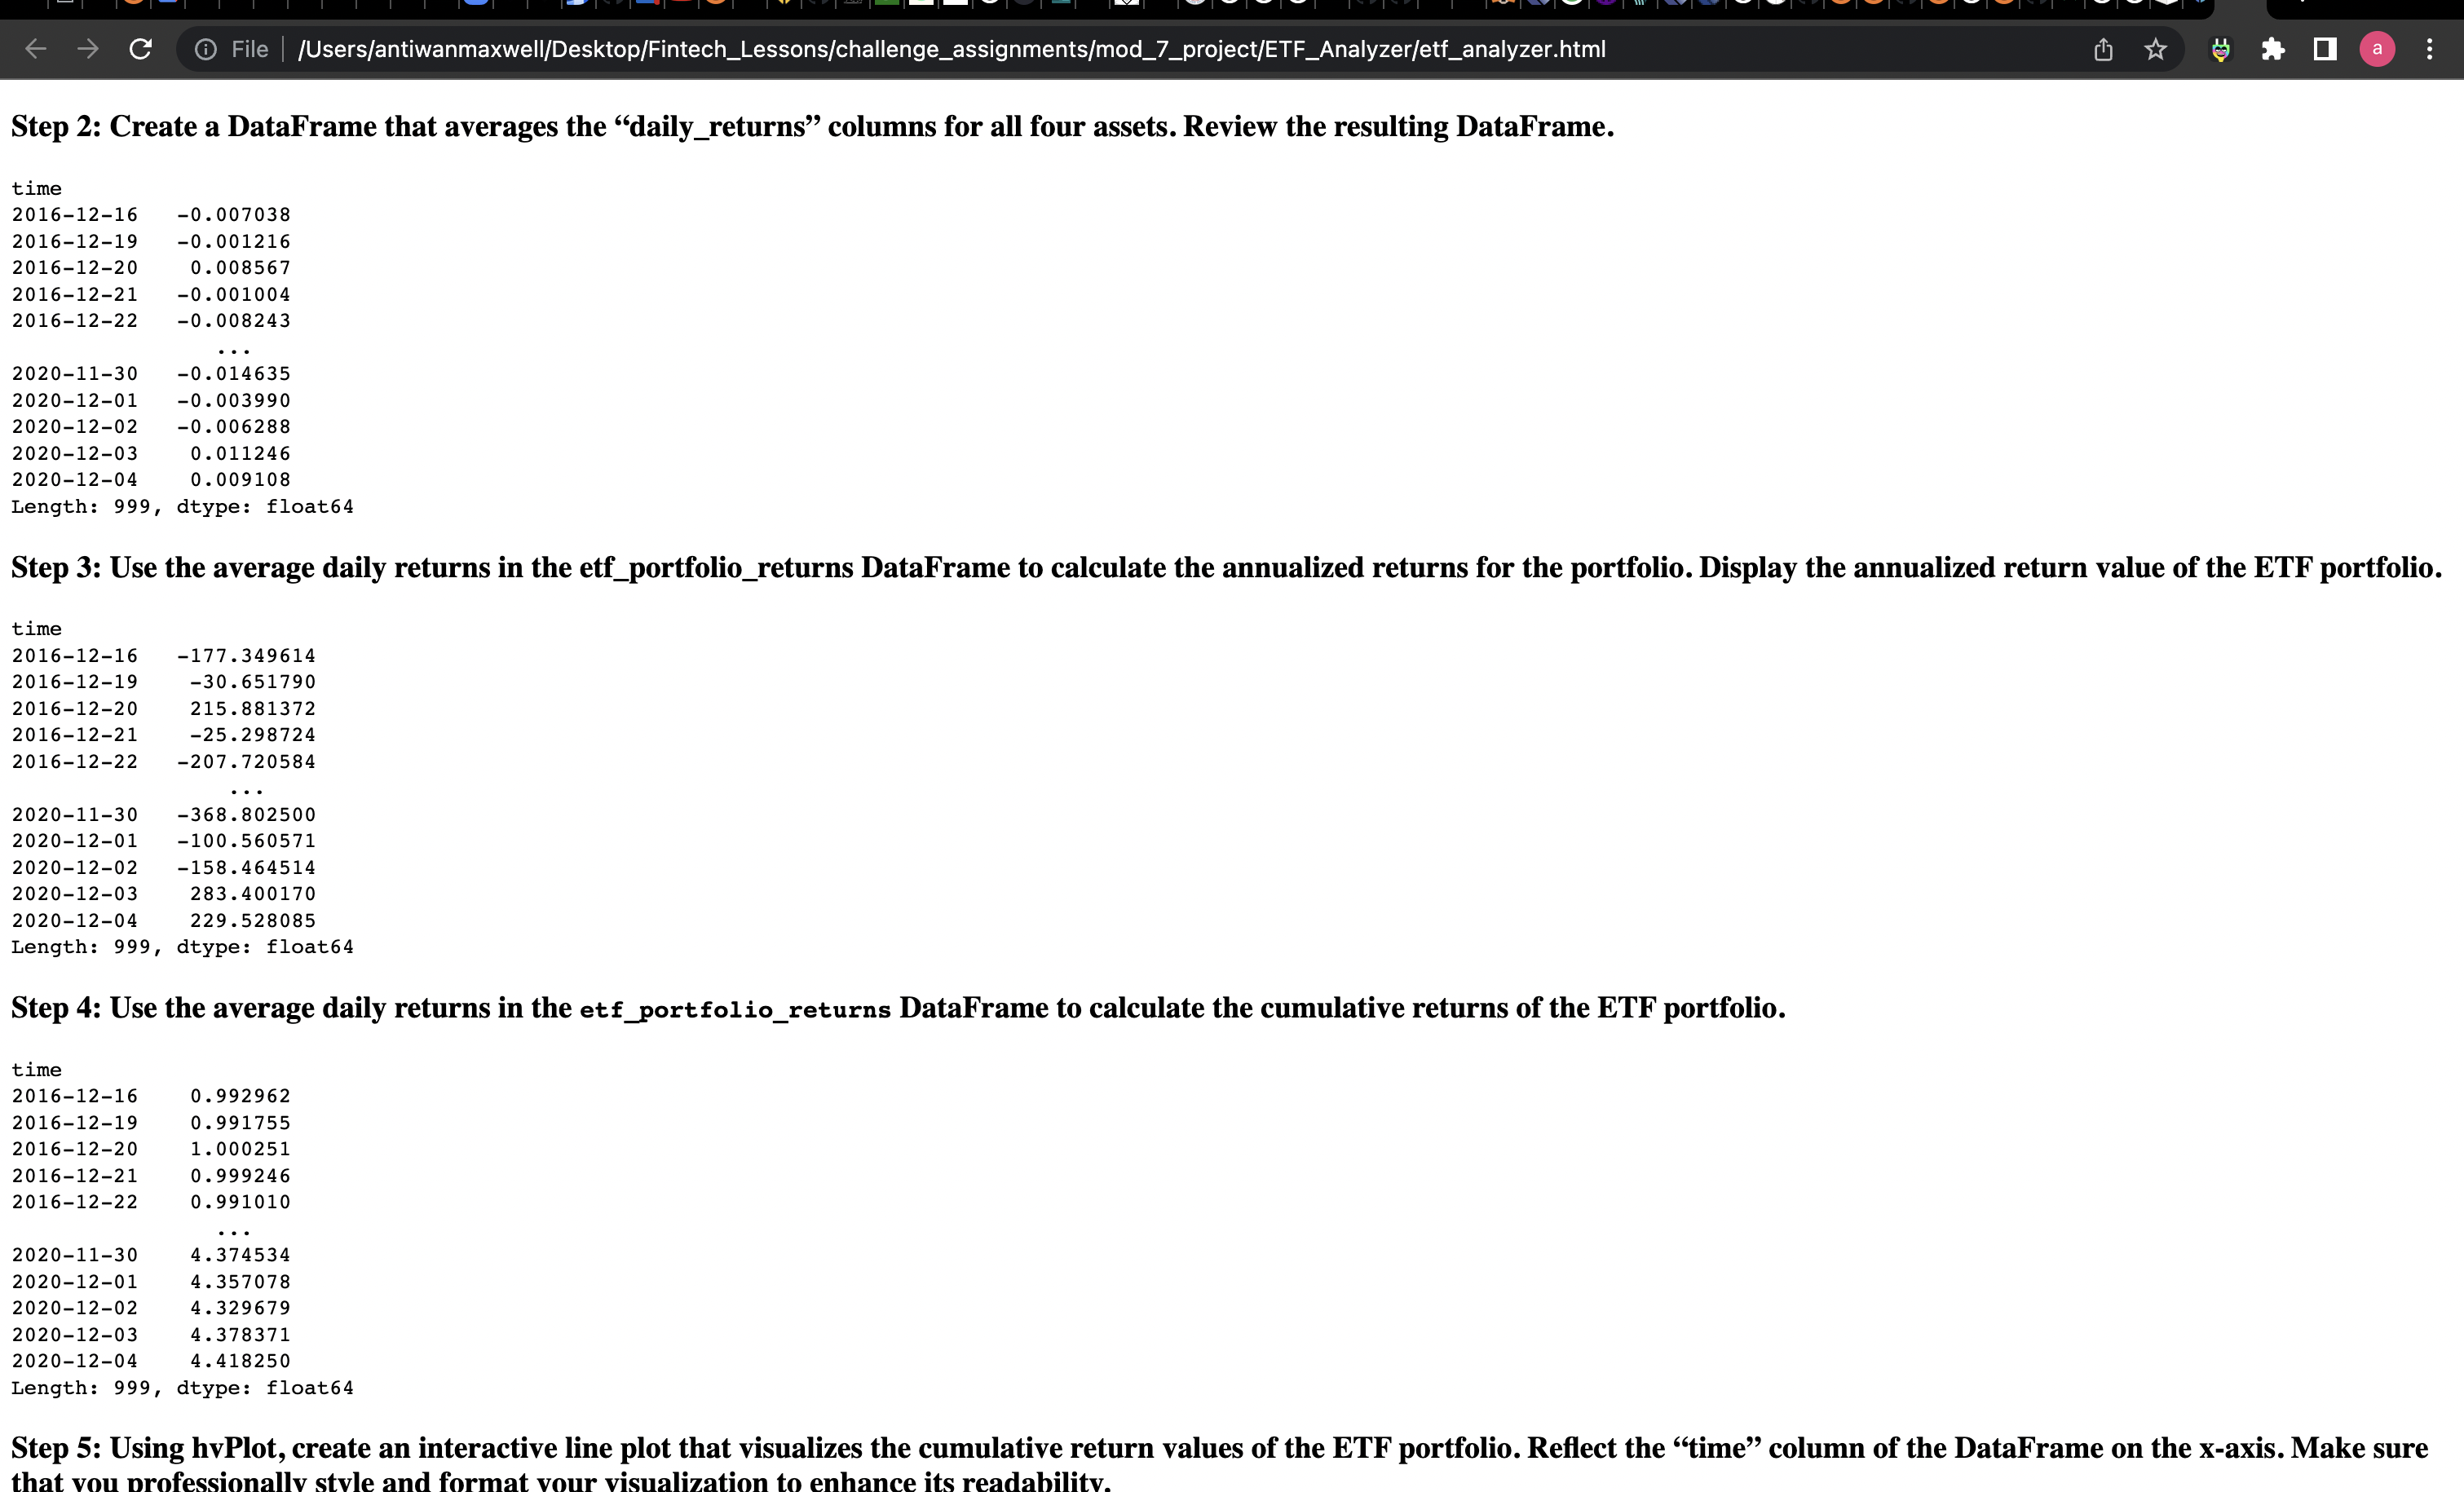 File | /Users/antiwanmaxwell/Desktop/Fintech_Lessons/challenge_assignments/mod_7_project/ETF_Analyzer/etf_analyzer.html
a
Step 2: Create a DataFrame that averages the “daily_returns” columns for all four assets. Review the resulting DataFrame.
time
2016-12-16 -0.007038
2016-12-19 -0.001216
2016-12-20 0.008567
2016-12-21 -0.001004
2016-12-22 -0.008243
...
2020-11-30 -0.014635
2020-12-01 -0.003990
2020-12-02 -0.006288
2020-12-03 0.011246
2020-12-04 0.009108
Length: 999, dtype: float64
Step 3: Use the average daily returns in the etf_portfolio_returns DataFrame to calculate the annualized returns for the portfolio. Display the annualized return value of the ETF portfolio.
time
2016-12-16 -177.349614
2016-12-19 -30.651790
2016-12-20 215.881372
2016-12-21 -25.298724
2016-12-22 -207.720584
...
2020-11-30 -368.802500
2020-12-01 -100.560571
2020-12-02 -158.464514
2020-12-03 283.400170
2020-12-04 229.528085
Length: 999, dtype: float64
Step 4: Use the average daily returns in the etf_portfolio_returns DataFrame to calculate the cumulative returns of the ETF portfolio.
time
2016-12-16 0.992962
2016-12-19 0.991755
2016-12-20 1.000251
2016-12-21 0.999246
2016-12-22 0.991010
...
2020-11-30 4.374534
2020-12-01 4.357078
2020-12-02 4.329679
2020-12-03 4.378371
2020-12-04 4.418250
Length: 999, dtype: float64
Step 5: Using hvPlot, create an interactive line plot that visualizes the cumulative return values of the ETF portfolio. Reflect the “time” column of the DataFrame on the x-axis. Make sure
that you professionally style and format your visualization to enhance its readability.